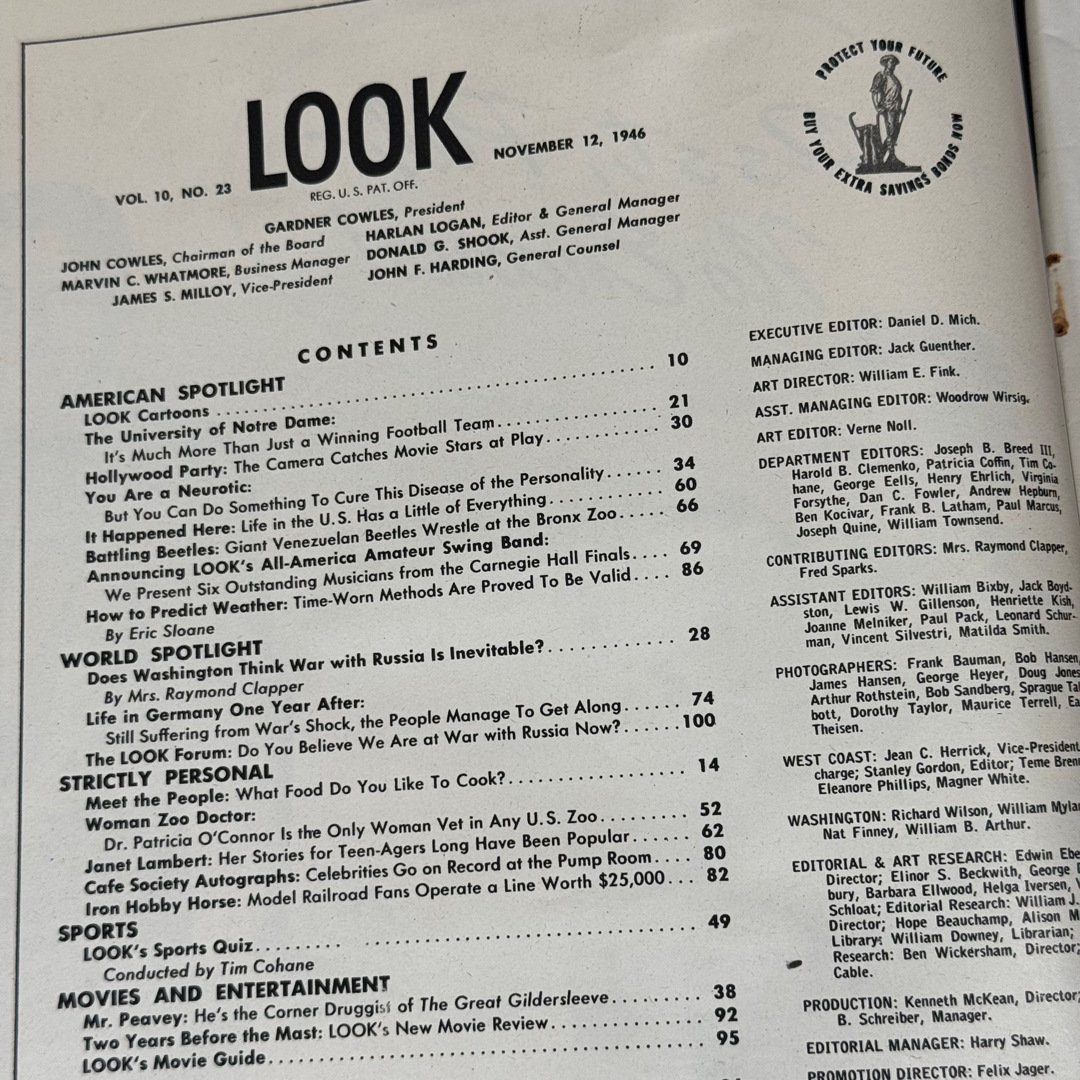 LOOK
VOL. 10, NO. 23
NOVEMBER 12, 1946
REG. U. S. PAT. OFF.
PROTECT YOUR FUTURE
BUY YOUR EXTRA SAVINGS BONDS NOW
GARDNER COWLES, President
JOHN COWLES, Chairman of the Board
MARVIN C. WHATMORE, Business Manager
JAMES S. MILLOY, Vice-President
HARLAN LOGAN, Editor & General Manager
DONALD G. SHOOK, Asst. General Manager
JOHN F. HARDING, General Counsel
CONTENTS
AMERICAN SPOTLIGHT
LOOK Cartoons ........ 10
The University of Notre Dame:
It's Much More Than Just a Winning Football Team........ 21
Hollywood Party: The Camera Catches Movie Stars at Play........ 30
You Are a Neurotic:
But You Can Do Something To Cure This Disease of the Personality...... 34
It Happened Here: Life in the U.S. Has a Little of Everything........ 60
Battling Beetles: Giant Venezuelan Beetles Wrestle at the Bronx Zoo..... 66
Announcing LOOK's All-America Amateur Swing Band:
We Present Six Outstanding Musicians from the Carnegie Hall Finals.... 69
How to Predict Weather: Time-Worn Methods Are Proved To Be Valid.... 86
By Eric Sloane
WORLD SPOTLIGHT
Does Washington Think War with Russia Is Inevitable?........ 28
By Mrs. Raymond Clapper
Life in Germany One Year After:
Still Suffering from War's Shock, the People Manage To Get Along...... 74
The LOOK Forum: Do You Believe We Are at War with Russia Now?......100
STRICTLY PERSONAL
Meet the People: What Food Do You Like To Cook?........ 14
Woman Zoo Doctor:
Dr. Patricia O'Connor Is the Only Woman Vet in Any U.S. Zoo......... 52
Janet Lambert: Her Stories for Teen-Agers Long Have Been Popular...... 62
Cafe Society Autographs: Celebrities Go on Record at the Pump Room.... 80
Iron Hobby Horse: Model Railroad Fans Operate a Line Worth $25,000... 82
SPORTS
LOOK's Sports Quiz......... ........ 49
Conducted by Tim Cohane
MOVIES AND ENTERTAINMENT
Mr. Peavey: He's the Corner Druggist of The Great Gildersleeve......... 38
Two Years Before the Mast: LOOK's New Movie Review........ 92
LOOK's Movie Guide........ 95
EXECUTIVE EDITOR: Daniel D. Mich.
MANAGING EDITOR: Jack Guenther.
ART DIRECTOR: William E. Fink.
ASST. MANAGING EDITOR: Woodrow Wirsig.
ART EDITOR: Verne Noll.
DEPARTMENT EDITORS: Joseph B. Breed III,
Harold B. Clemenko, Patricia Coffin, Tim Co-
hane, George Eells, Henry Ehrlich, Virginia
Forsythe, Dan C. Fowler, Andrew Hepburn,
Ben Kocivar, Frank B. Latham, Paul Marcus,
Joseph Quine, William Townsend.
CONTRIBUTING EDITORS: Mrs. Raymond Clapper,
Fred Sparks.
ASSISTANT EDITORS: William Bixby, Jack Boyd-
ston, Lewis W. Gillenson, Henriette Kish,
Joanne Melniker, Paul Pack, Leonard Schur-
man, Vincent Silvestri, Matilda Smith.
PHOTOGRAPHERS: Frank Bauman, Bob Hansen,
James Hansen, George Heyer, Doug Jones
Arthur Rothstein, Bob Sandberg, Sprague Tal
bott, Dorothy Taylor, Maurice Terrell, Ea
Theisen.
WEST COAST: Jean C. Herrick, Vice-President
charge; Stanley Gordon, Editor; Teme Bren
Eleanore Phillips, Magner White.
WASHINGTON: Richard Wilson, William Myla
Nat Finney, William B. Arthur.
EDITORIAL & ART RESEARCH: Edwin Ebe
Director; Elinor S. Beckwith, George
bury, Barbara Ellwood, Helga Iversen,
Schloat; Editorial Research: William J.
Director; Hope Beauchamp, Alison M
Library: William Downey, Librarian;
Research: Ben Wickersham, Director;
Cable.
PRODUCTION: Kenneth McKean, Director;
B. Schreiber, Manager.
EDITORIAL MANAGER: Harry Shaw.
PROMOTION DIRECTOR: Felix Jager.